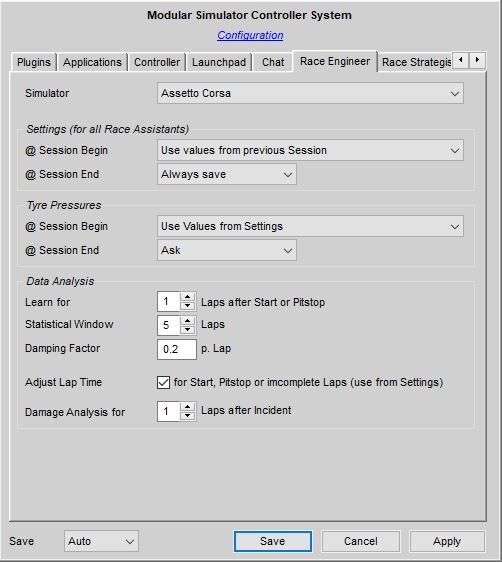 Modular Simulator Controller System
Configuration
Plugins Applications Controller Launchpad Chat Race Engineer Race Strategis
Simulator Assetto Corsa
Settings (for all Race Assistants)
@ Session Begin Use values from previous Session
@ Session End Always save
Tyre Pressures
@ Session Begin Use Values from Settings
@ Session End Ask
Data Analysis
Learn for 1 Laps after Start or Pitstop
Statistical Window 5 Laps
Damping Factor 0.2 p. Lap
Adjust Lap Time for Start, Pitstop or imcomplete Laps (use from Settings)
Damage Analysis for 1 Laps after Incident
Save Auto Save Cancel Apply